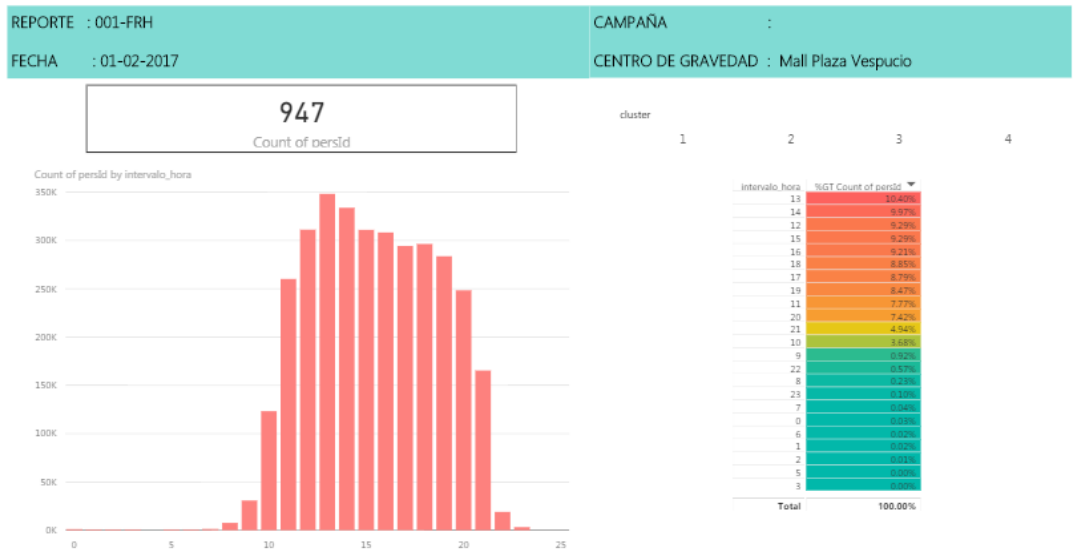 REPORTE : 001-FRH
CAMPAÑA :
FECHA : 01-02-2017
CENTRO DE GRAVEDAD : Mall Plaza Vespucio
947
Count of persId
cluster
1 2 3 4
Count of persId by intervalo_hora
350K
300K
250K
200K
150K
100K
50K
0K
0 5 10 15 20 25
intervalo_hora %GT Count of persId
13 10.40%
14 9.97%
12 9.29%
15 9.29%
16 9.21%
18 8.85%
17 8.79%
19 8.47%
11 7.77%
20 7.42%
21 4.94%
10 3.68%
9 0.92%
22 0.57%
8 0.23%
23 0.10%
7 0.04%
0 0.03%
6 0.02%
1 0.02%
2 0.01%
5 0.00%
3 0.00%
Total 100.00%